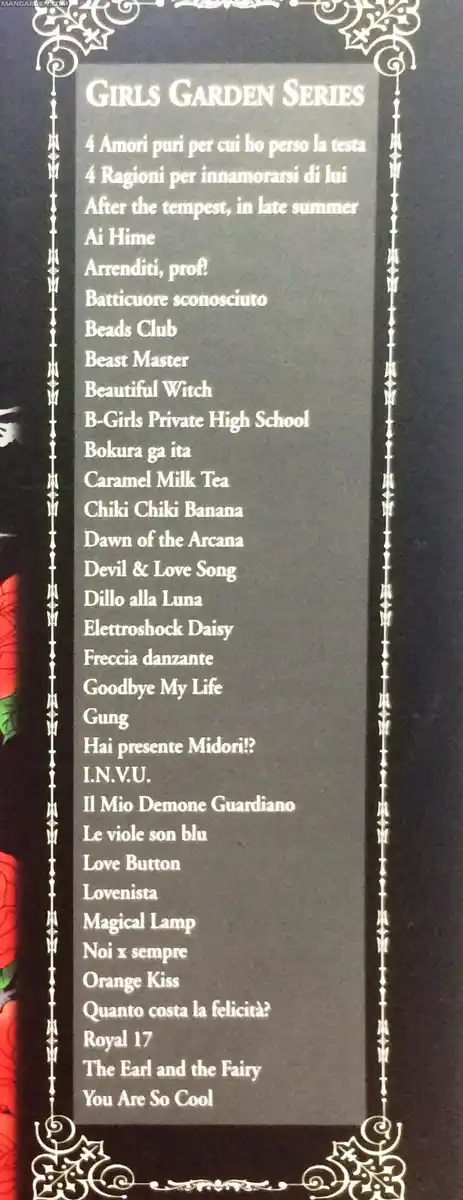 MANGAEDEN.COM
GIRLS GARDEN SERIES
4 Amori puri per cui ho perso la testa
4 Ragioni per innamorarsi di lui
After the tempest, in late summer
Ai Hime
Arrenditi, prof!
Batticuore sconosciuto
Beads Club
Beast Master
Beautiful Witch
B-Girls Private High School
Bokura ga ita
Caramel Milk Tea
Chiki Chiki Banana
Dawn of the Arcana
Devil & Love Song
Dillo alla Luna
Elettroshock Daisy
Freccia danzante
Goodbye My Life
Gung
Hai presente Midori!?
I.N.V.U.
Il Mio Demone Guardiano
Le viole son blu
Love Button
Lovenista
Magical Lamp
Noi x sempre
Orange Kiss
Quanto costa la felicità?
Royal 17
The Earl and the Fairy
You Are So Cool